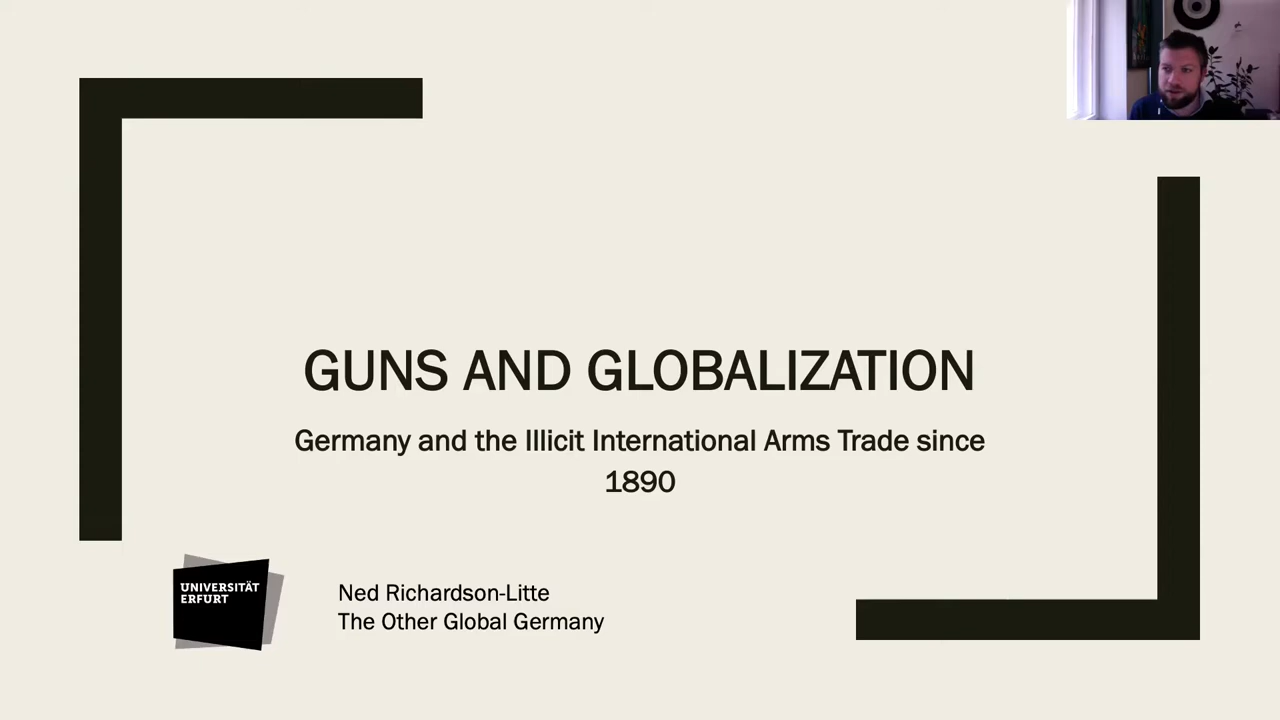 GUNS AND GLOBALIZATION
Germany and the Illicit International Arms Trade since
1890
UNIVERSITÄT
ERFURT
Ned Richardson-Litte
The Other Global Germany